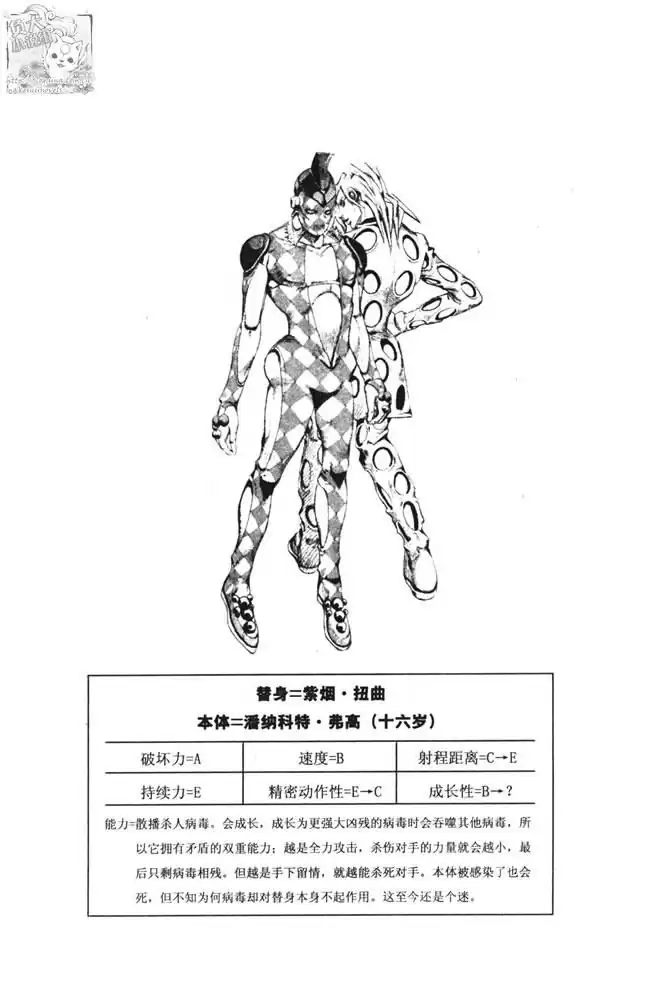 替身=紫烟·扭曲
本体=潘纳科特·弗高（十六岁）
破坏力=A 速度=B 射程距离=C→E
持续力=E 精密动作性=E→C 成长性=B→？
能力=散播杀人病毒。会成长，成长为更强大凶残的病毒时会吞噬其他病毒，所
以它拥有矛盾的双重能力；越是全力攻击，杀伤对手的力量就会越小，最
后只剩病毒相残。但越是手下留情，就越能杀死对手。本体被感染了也会
死，但不知为何病毒却对替身本身不起作用。这至今还是个迷。